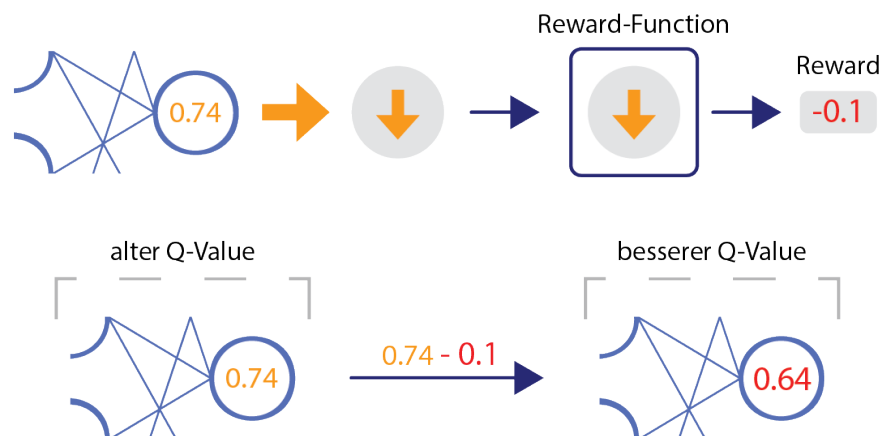 Reward-Function
Reward
0.74
-0.1
alter Q-Value
besserer Q-Value
0.74
0.74 - 0.1
0.64